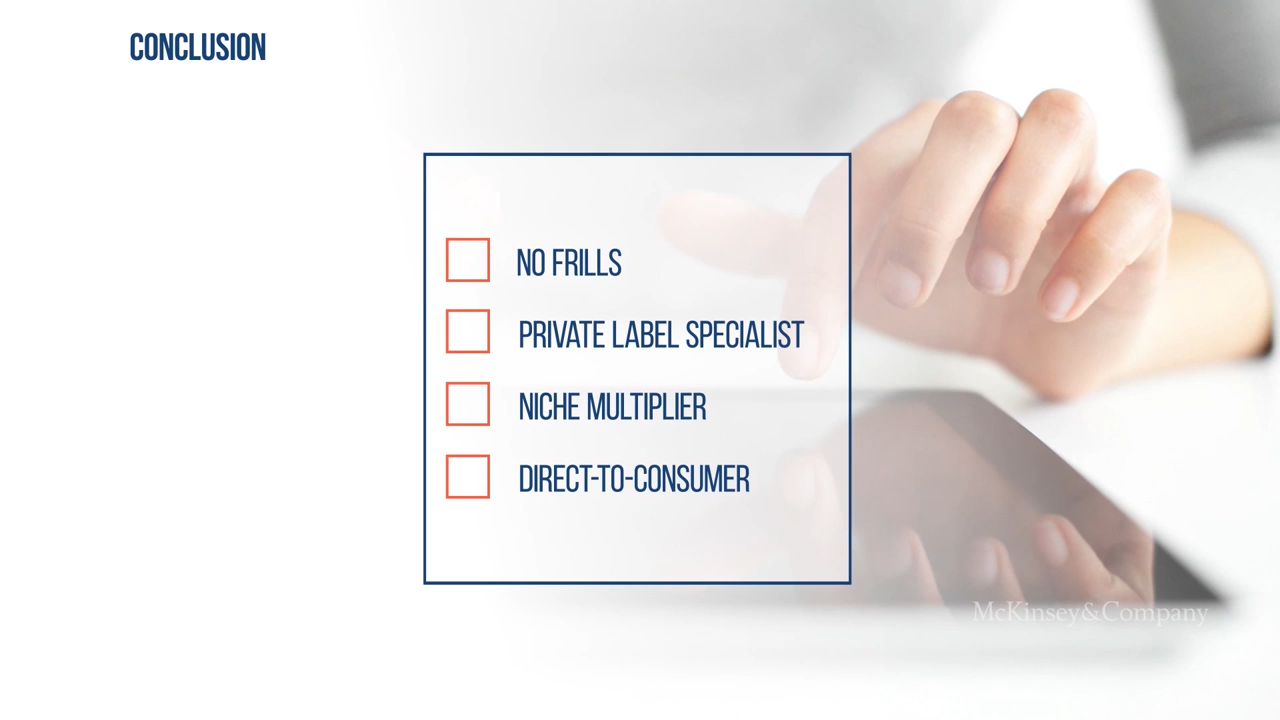 CONCLUSION
NO FRILLS
PRIVATE LABEL SPECIALIST
NICHE MULTIPLIER
DIRECT-TO-CONSUMER
McKinsey&Company